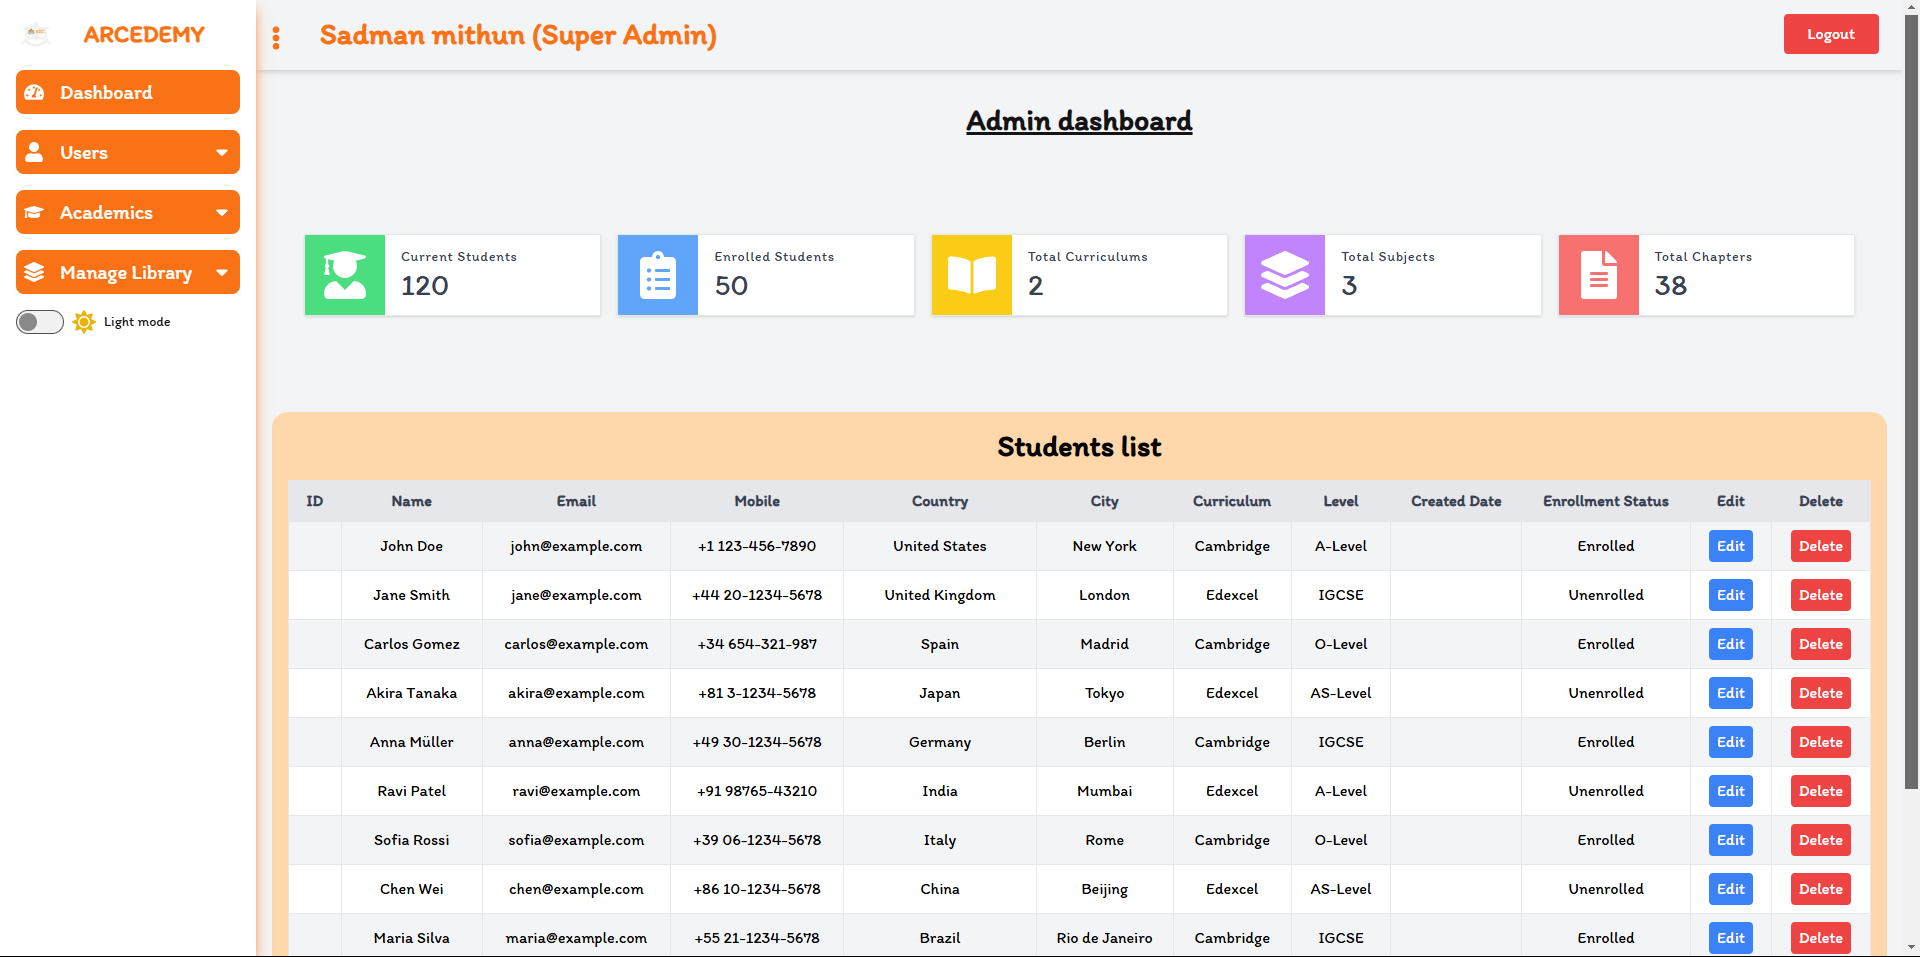 ARCEDEMY
Sadman mithun (Super Admin)
Logout
Dashboard
Users
Academics
Manage Library
Light mode
Admin dashboard
Current Students
120
Enrolled Students
50
Total Curriculums
2
Total Subjects
3
Total Chapters
38
Students list
ID Name Email Mobile Country City Curriculum Level Created Date Enrollment Status Edit Delete
John Doe john@example.com +1 123-456-7890 United States New York Cambridge A-Level Enrolled Edit Delete
Jane Smith jane@example.com +44 20-1234-5678 United Kingdom London Edexcel IGCSE Unenrolled Edit Delete
Carlos Gomez carlos@example.com +34 654-321-987 Spain Madrid Cambridge O-Level Enrolled Edit Delete
Akira Tanaka akira@example.com +81 3-1234-5678 Japan Tokyo Edexcel AS-Level Unenrolled Edit Delete
Anna Müller anna@example.com +49 30-1234-5678 Germany Berlin Cambridge IGCSE Enrolled Edit Delete
Ravi Patel ravi@example.com +91 98765-43210 India Mumbai Edexcel A-Level Unenrolled Edit Delete
Sofia Rossi sofia@example.com +39 06-1234-5678 Italy Rome Cambridge O-Level Enrolled Edit Delete
Chen Wei chen@example.com +86 10-1234-5678 China Beijing Edexcel AS-Level Unenrolled Edit Delete
Maria Silva maria@example.com +55 21-1234-5678 Brazil Rio de Janeiro Cambridge IGCSE Enrolled Edit Delete